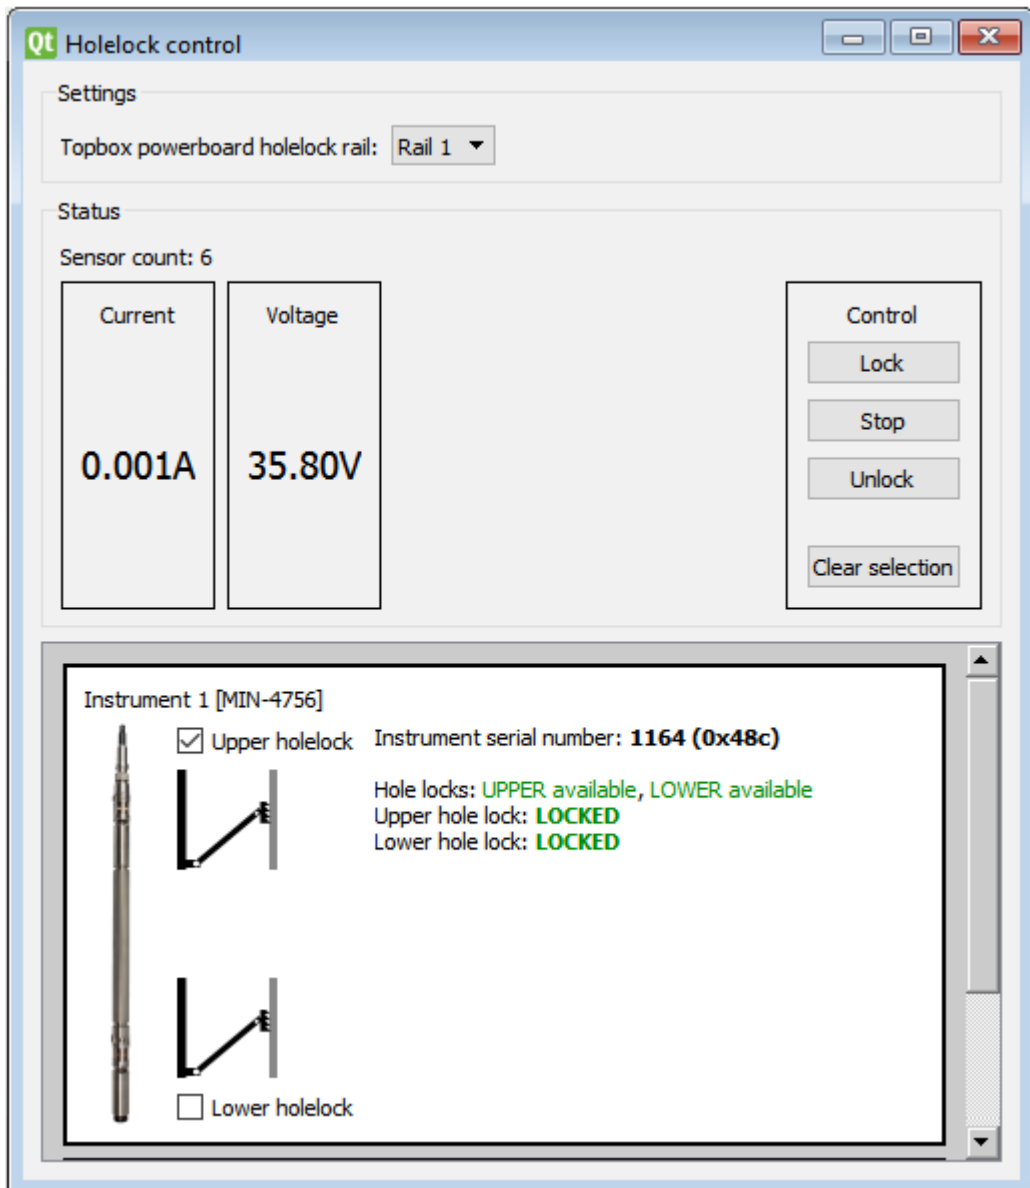 Qt Holelock control
Settings
Topbox powerboard holelock rail: Rail 1
Status
Sensor count: 6
Current
0.001A
Voltage
35.80V
Control
Lock
Stop
Unlock
Clear selection
Instrument 1 [MIN-4756]
Upper holelock
Instrument serial number: 1164 (0x48c)
Hole locks: UPPER available, LOWER available
Upper hole lock: LOCKED
Lower hole lock: LOCKED
Lower holelock